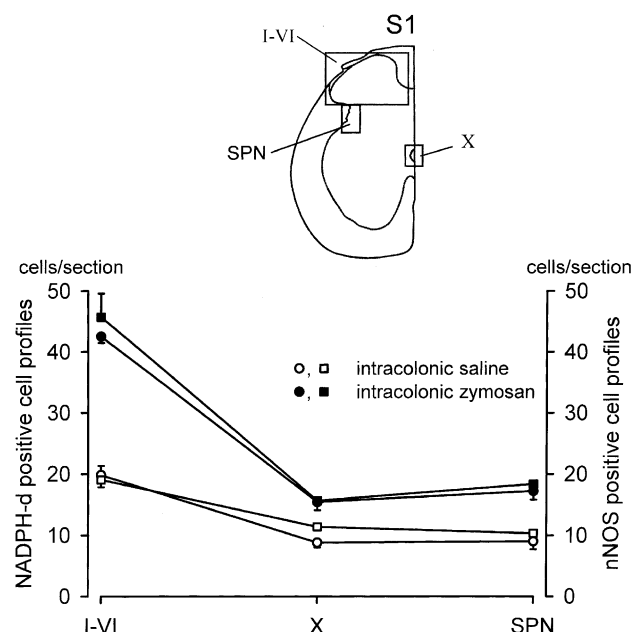 S1
I-VI
X
SPN
cells/section
cells/section
50
50
40
40
30
30
20
20
10
10
0
0
NADPH-d positive cell profiles
nNOS positive cell profiles
, intracolonic saline
, intracolonic zymosan
I-VI X SPN